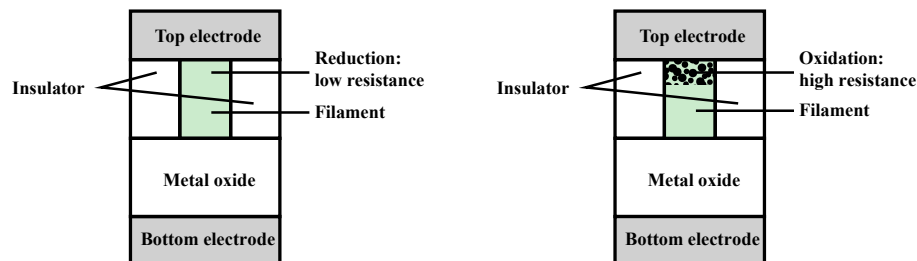 Top electrode
Insulator
Reduction:
low resistance
Filament
Metal oxide
Bottom electrode
Top electrode
Insulator
Oxidation:
high resistance
Filament
Metal oxide
Bottom electrode